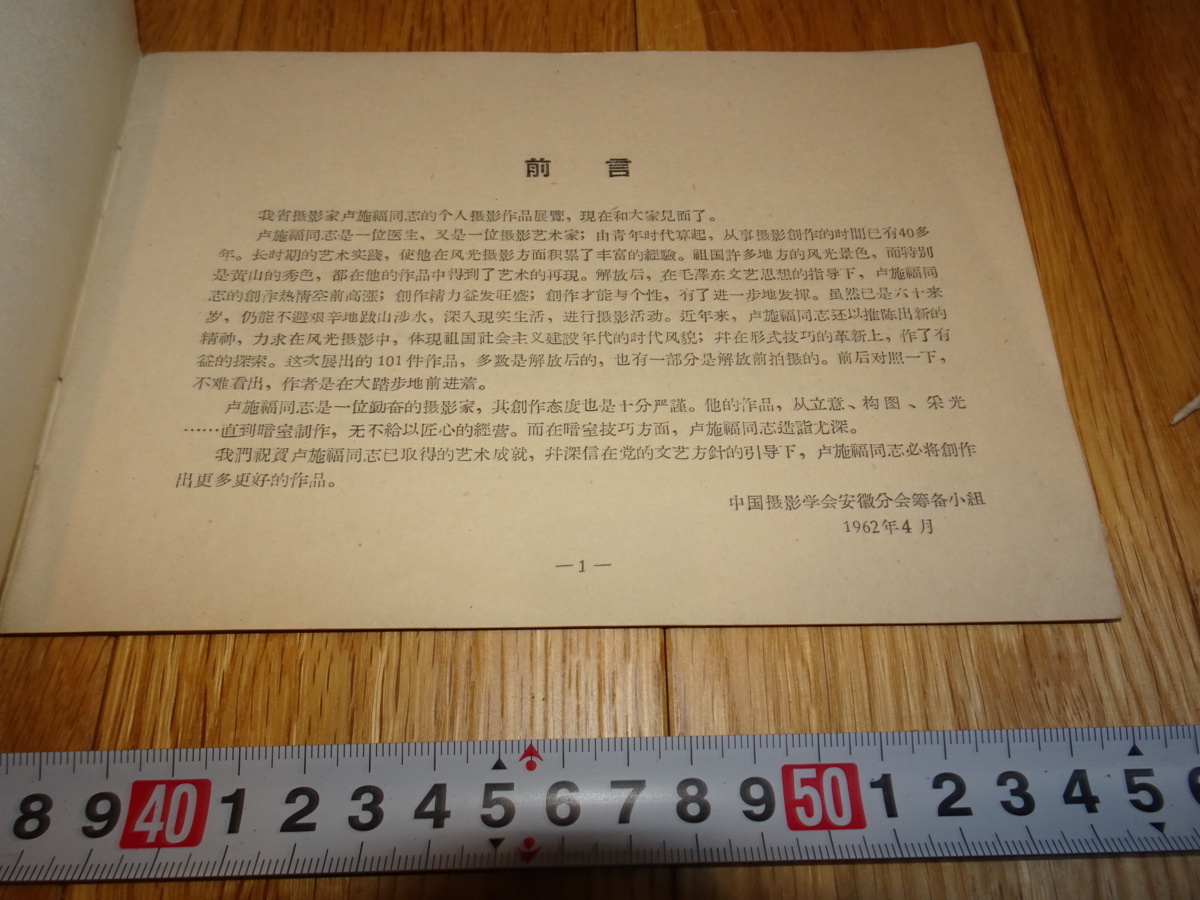 前 言
我省摄影家卢施福同志的个人摄影作品展覽，現在和大家見面了。
卢施福同志是一位医生，又是一位摄影艺术家；由青年时代算起，从事摄影創作的时間已有40多
年。长时期的艺术实踐，使他在风光摄影方面积累了丰富的經驗。祖国許多地方的风光景色，而特別
是黄山的秀色，都在他的作品中得到了艺术的再現。解放后，在毛澤东文艺思想的指导下，卢施福同
志的創作热情空前高漲；創作精力益发旺盛；創作才能与个性，有了进一步地发揮。虽然已是六十来
岁，仍能不避艰辛地跋山涉水，深入現实生活，进行摄影活动。近年来，卢施福同志还以推陈出新的
精神，力求在风光摄影中，体現祖国社会主义建設年代的时代风貌；幷在形式技巧的革新上，作了有
益的探索。这次展出的101件作品，多数是解放后的，也有一部分是解放前拍摄的。前后对照一下，
不难看出，作者是在大踏步地前进着。
卢施福同志是一位勤奋的摄影家，其創作态度也是十分严謹。他的作品，从立意、构图、采光
……直到暗室制作，无不給以匠心的經营。而在暗室技巧方面，卢施福同志造詣尤深。
我們祝賀卢施福同志已取得的艺术成就，幷深信在党的文艺方針的引导下，卢施福同志必将創作
出更多更好的作品。
中国摄影学会安徽分会筹备小組
1962年4月
—1—
8 9 40 1 2 3 4 5 6 7 8 9 50 1 2 3 4 5 6